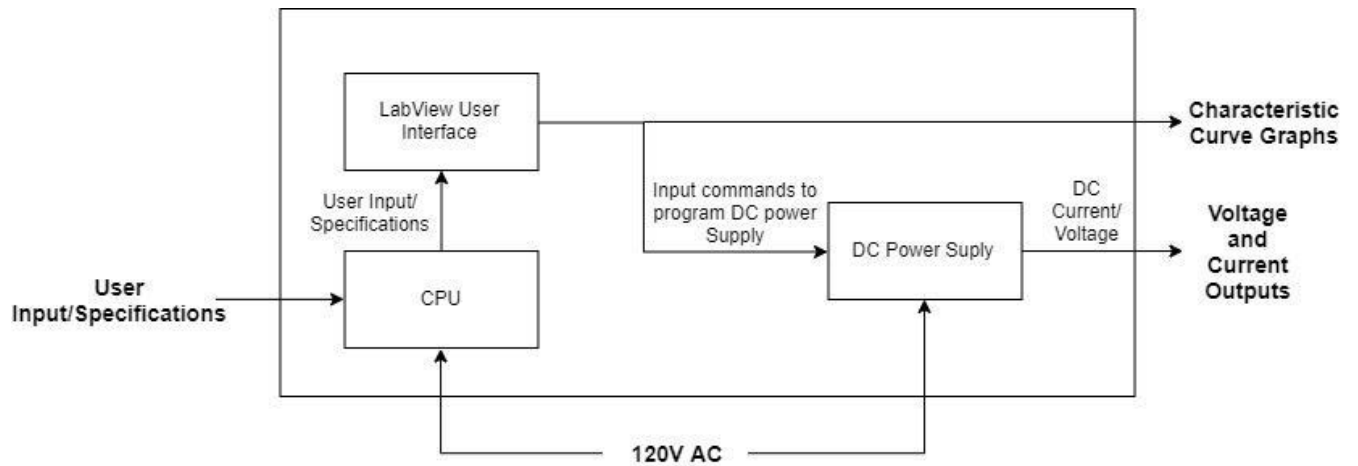 LabView User
Interface
Characteristic
Curve Graphs
User Input/
Specifications
Input commands to
program DC power
Supply
DC
Current/
Voltage
DC Power Suply
Voltage
and
Current
Outputs
User
Input/Specifications
CPU
120V AC